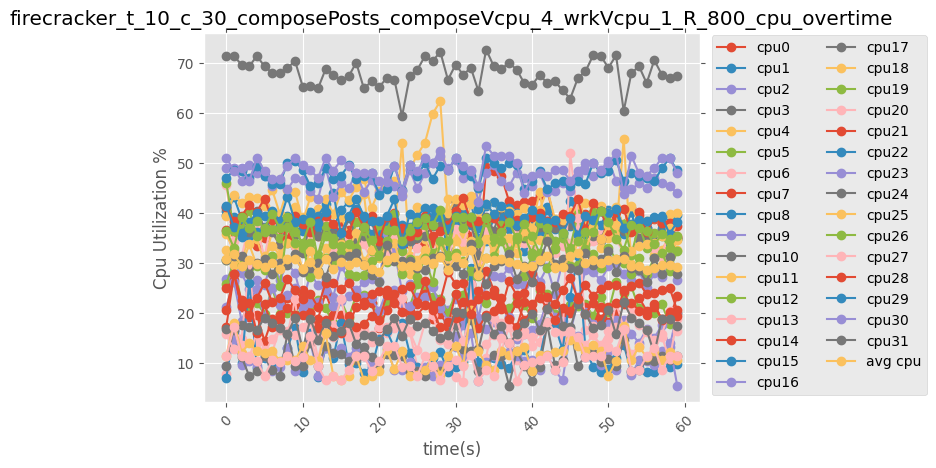 firecracker_t_10_c_30_composePosts_composeVcpu_4_wrkVcpu_1_R_800_cpu_overtime
Cpu Utilization %
70
60
50
40
30
20
10
0
10
20
30
40
50
60
time(s)
cpu0
cpu1
cpu2
cpu3
cpu4
cpu5
cpu6
cpu7
cpu8
cpu9
cpu10
cpu11
cpu12
cpu13
cpu14
cpu15
cpu16
cpu17
cpu18
cpu19
cpu20
cpu21
cpu22
cpu23
cpu24
cpu25
cpu26
cpu27
cpu28
cpu29
cpu30
cpu31
avg cpu